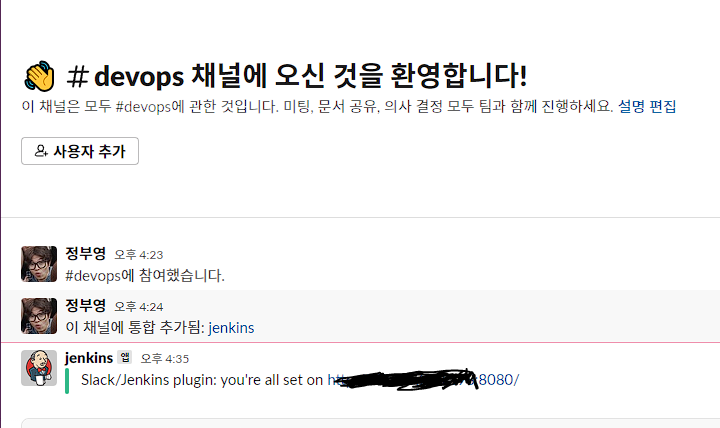 #devops 채널에 오신 것을 환영합니다!
이 채널은 모두 #devops에 관한 것입니다. 미팅, 문서 공유, 의사 결정 모두 팀과 함께 진행하세요. 설명 편집
사용자 추가
정부영 오후 4:23
#devops에 참여했습니다.
정부영 오후 4:24
이 채널에 통합 추가됨: jenkins
jenkins 앱 오후 4:35
Slack/Jenkins plugin: you're all set on :8080/